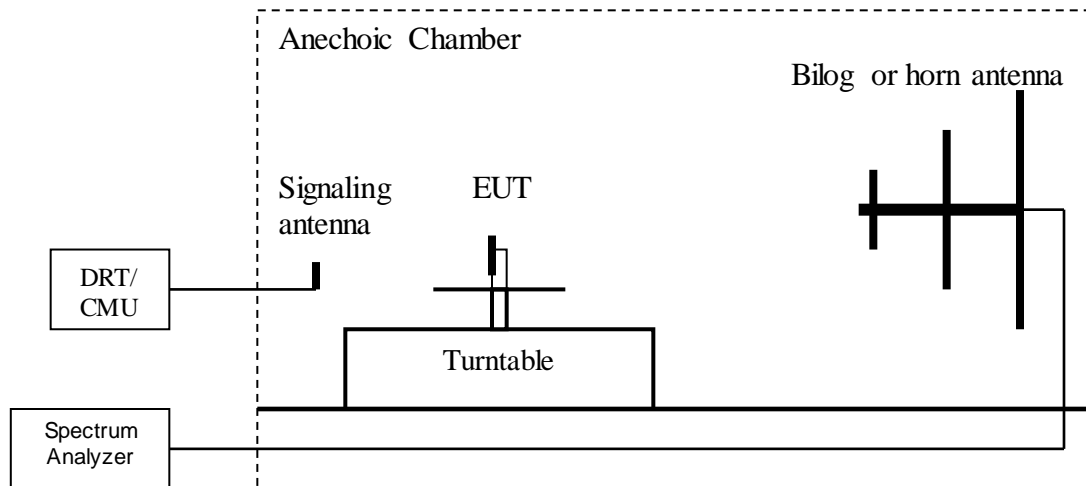 Anechoic Chamber
Bilog or horn antenna
Signaling
antenna
EUT
DRT/
CMU
Turntable
Spectrum
Analyzer